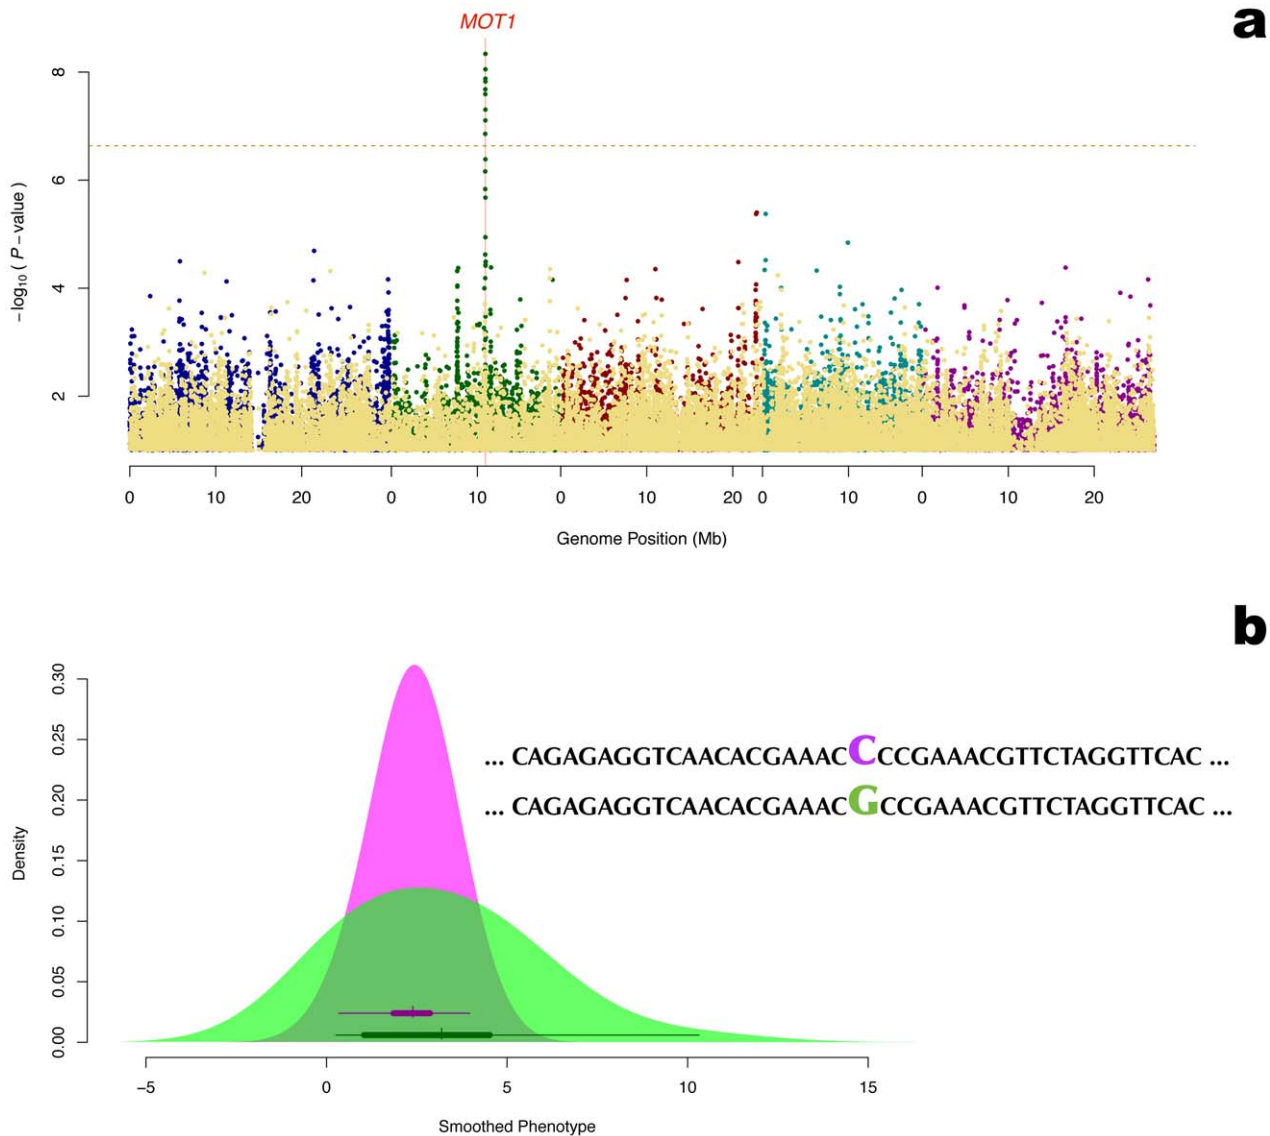 a
MOT1
8
6
4
2
− log10 ( P − value )
0 10 20 0 10 0 10 20 0 10 0 10 20
Genome Position (Mb)
b
0.30
0.25
0.20
0.15
0.10
0.05
0.00
Density
... CAGAGAGGTCAACACGAAACCCCGAAACGTTCTAGGTTCAC ...
... CAGAGAGGTCAACACGAAACGCCGAAACGTTCTAGGTTCAC ...
−5 0 5 10 15
Smoothed Phenotype